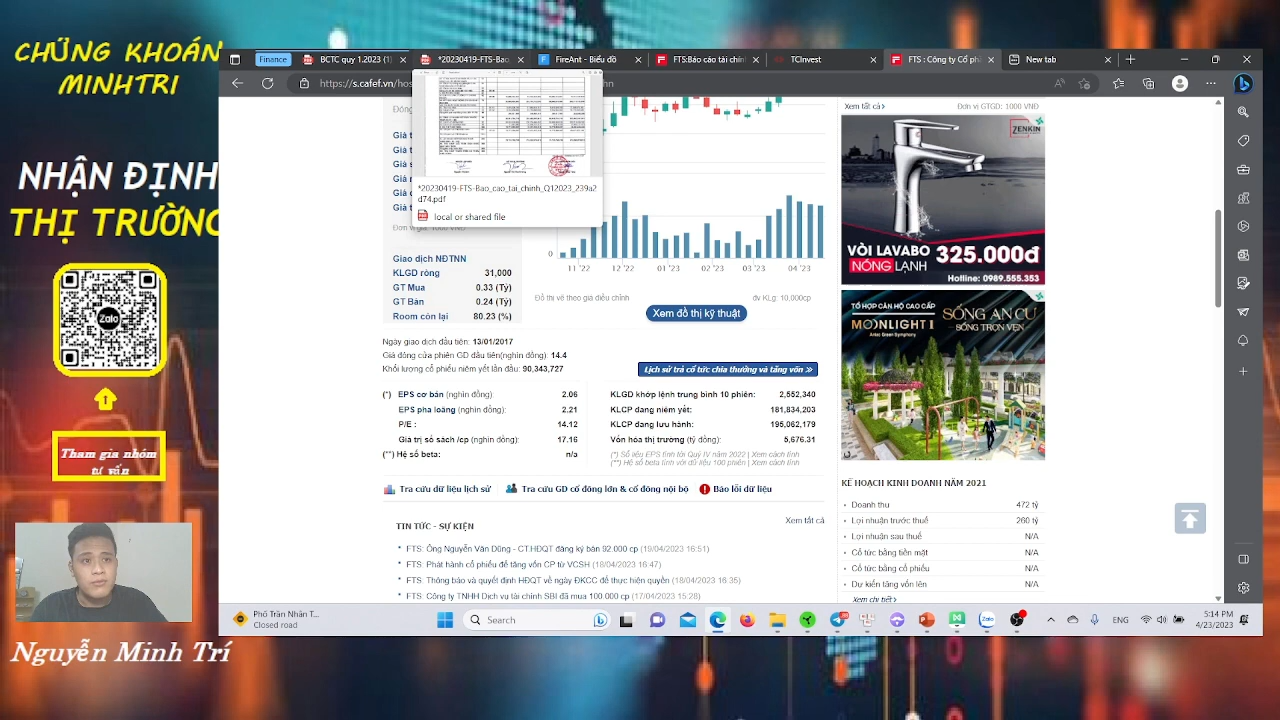 CHỨNG KHOÁN
MINHTRI
NHẬN ĐỊNH
THỊ TRƯỜNG
Zalo
Tham gia nhóm
tư vấn
Nguyễn Minh Trí
Finance
BCTC quy 1.2023 (1)
*20230419-FTS-Bao
FireAnt - Biểu đồ
FTS:Báo cáo tài chính
TCInvest
FTS : Công ty Cổ ph
New tab
https://s.cafef.vn/ho
*20230419-FTS-Bao_cao_tai_chinh_Q12023_239a2
d74.pdf
local or shared file
Giao dịch NĐTNN
KLGD ròng 31,000
GT Mua 0.33 (Tỷ)
GT Bán 0.24 (Tỷ)
Room còn lại 80.23 (%)
0
11 '22 12 '22 01 '23 02 '23 03 '23 04 '23
Đồ thị vẽ theo giá điều chỉnh đv KLg: 10,000cp
Xem đồ thị kỹ thuật
Ngày giao dịch đầu tiên: 13/01/2017
Giá đóng cửa phiên GD đầu tiên(nghìn đồng): 14.4
Khối lượng cổ phiếu niêm yết lần đầu: 90,343,727
Lịch sử trả cổ tức chia thưởng và tăng vốn >>
(*) EPS cơ bản (nghìn đồng): 2.06
EPS pha loãng (nghìn đồng): 2.21
P/E : 14.12
Giá trị sổ sách /cp (nghìn đồng): 17.16
(**) Hệ số beta: n/a
KLGD khớp lệnh trung bình 10 phiên: 2,552,340
KLCP đang niêm yết: 181,834,203
KLCP đang lưu hành: 195,062,179
Vốn hóa thị trường (tỷ đồng): 5,676.31
(*) Số liệu EPS tính tới Quý IV năm 2022 | Xem cách tính
(**) Hệ số beta tính với dữ liệu 100 phiên | Xem cách tính
Tra cứu dữ liệu lịch sử Tra cứu GD cổ đông lớn & cổ đông nội bộ Báo lỗi dữ liệu
TIN TỨC - SỰ KIỆN Xem tất cả
* FTS: Ông Nguyễn Văn Dũng - CT.HĐQT đăng ký bán 92.000 cp (19/04/2023 16:51)
* FTS: Phát hành cổ phiếu để tăng vốn CP từ VCSH (18/04/2023 16:47)
* FTS: Thông báo và quyết định HĐQT về ngày ĐKCC để thực hiện quyền (18/04/2023 16:35)
* FTS: Công ty TNHH Dịch vụ tài chính SBI đã mua 100.000 cp (17/04/2023 15:28)
Xem tất cả
ZENKIN
VÒI LAVABO
NÓNG LẠNH
325.000đ
Hotline: 0989.555.353
TỔ HỢP CĂN HỘ CAO CẤP
MOONLIGHT 1
Anlac Green Symphony
SỐNG AN CƯ
SỐNG TRỌN VẸN
KẾ HOẠCH KINH DOANH NĂM 2021
Doanh thu 472 tỷ
Lợi nhuận trước thuế 260 tỷ
Lợi nhuận sau thuế N/A
Cổ tức bằng tiền mặt N/A
Cổ tức bằng cổ phiếu N/A
Dự kiến tăng vốn lên N/A
Xem chi tiết
Phố Trần Nhân T...
Closed road
Search
Zalo
ENG
5:14 PM
4/23/2023